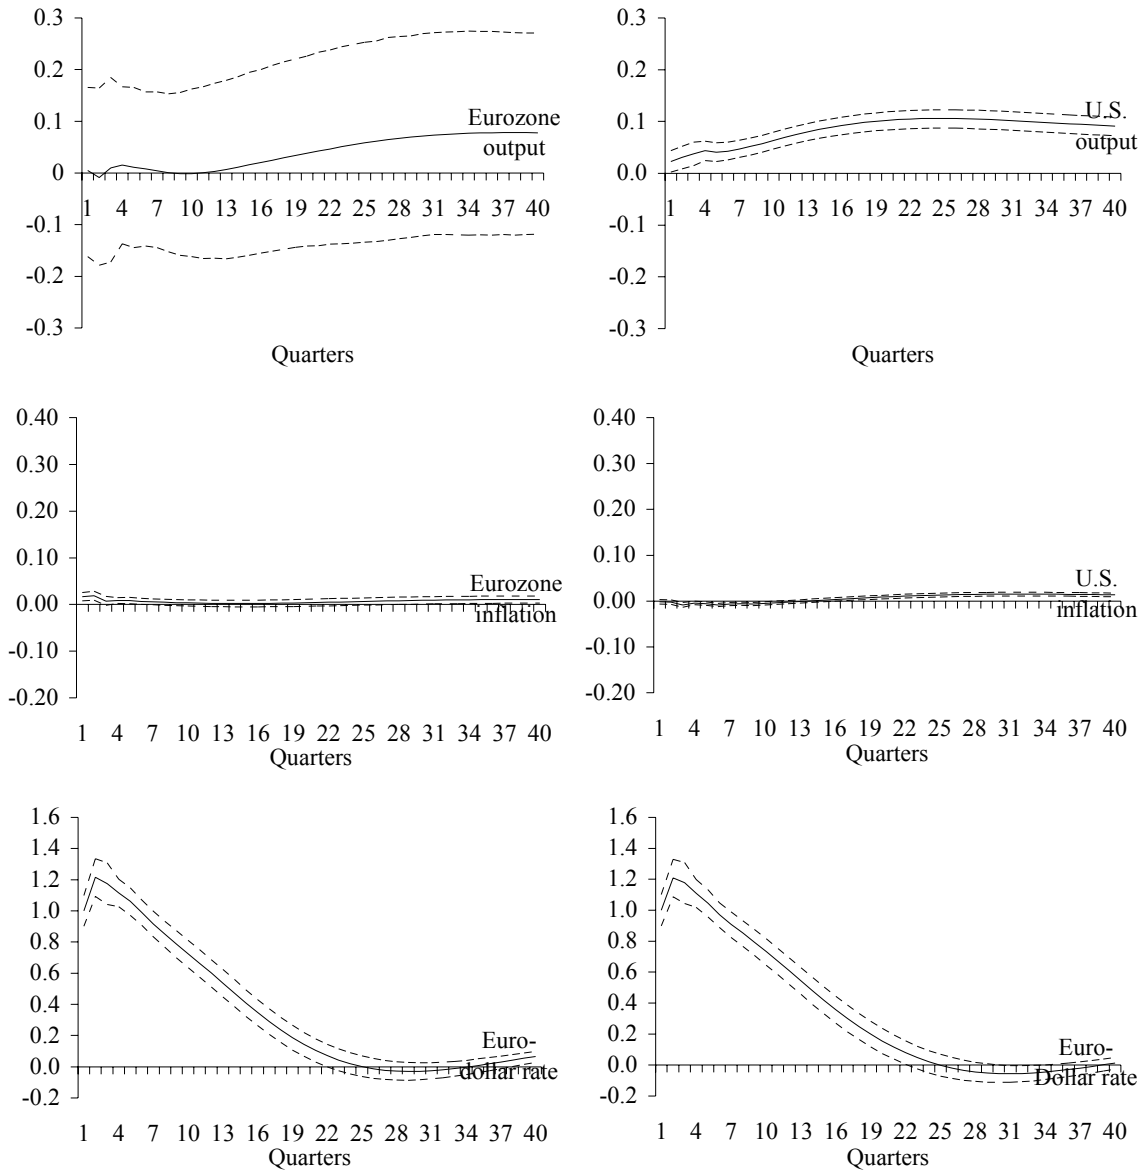 0.3
0.2
0.1
0
-0.1
-0.2
-0.3
1 4 7 10 13 16 19 22 25 28 31 34 37 40
Eurozone
output
Quarters
0.3
0.2
0.1
0.0
-0.1
-0.2
-0.3
1 4 7 10 13 16 19 22 25 28 31 34 37 40
U.S.
output
Quarters
0.40
0.30
0.20
0.10
0.00
-0.10
-0.20
Eurozone
inflation
1 4 7 10 13 16 19 22 25 28 31 34 37 40
Quarters
0.40
0.30
0.20
0.10
0.00
-0.10
-0.20
U.S.
inflation
1 4 7 10 13 16 19 22 25 28 31 34 37 40
Quarters
1.6
1.4
1.2
1.0
0.8
0.6
0.4
0.2
0.0
-0.2
Euro-
dollar rate
1 4 7 10 13 16 19 22 25 28 31 34 37 40
Quarters
1.6
1.4
1.2
1.0
0.8
0.6
0.4
0.2
0.0
-0.2
Euro-
Dollar rate
1 4 7 10 13 16 19 22 25 28 31 34 37 40
Quarters